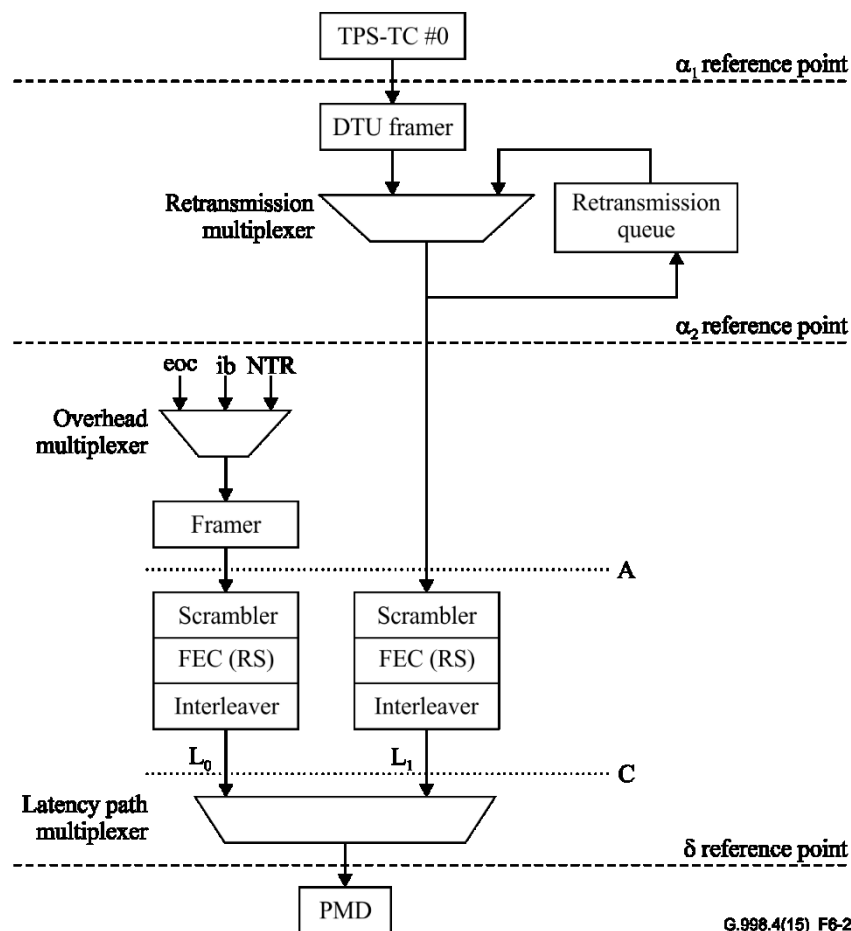 TPS-TC #0
α₁ reference point
DTU framer
Retransmission
multiplexer
Retransmission
queue
α₂ reference point
eoc
ib
NTR
Overhead
multiplexer
Framer
A
Scrambler
FEC (RS)
Interleaver
Scrambler
FEC (RS)
Interleaver
L₀
L₁
C
Latency path
multiplexer
δ reference point
PMD
G.998.4(15)_F6-2